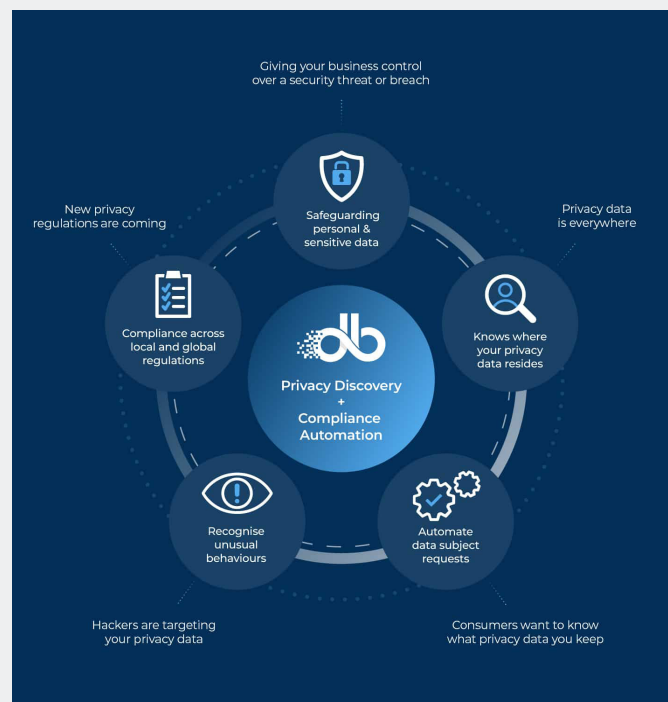 Giving your business control
over a security threat or breach
Safeguarding
personal &
sensitive data
New privacy
regulations are coming
Privacy data
is everywhere
Compliance across
local and global
regulations
Knows where
your privacy
data resides
Privacy Discovery
+
Compliance
Automation
Recognise
unusual
behaviours
Automate
data subject
requests
Hackers are targeting
your privacy data
Consumers want to know
what privacy data you keep